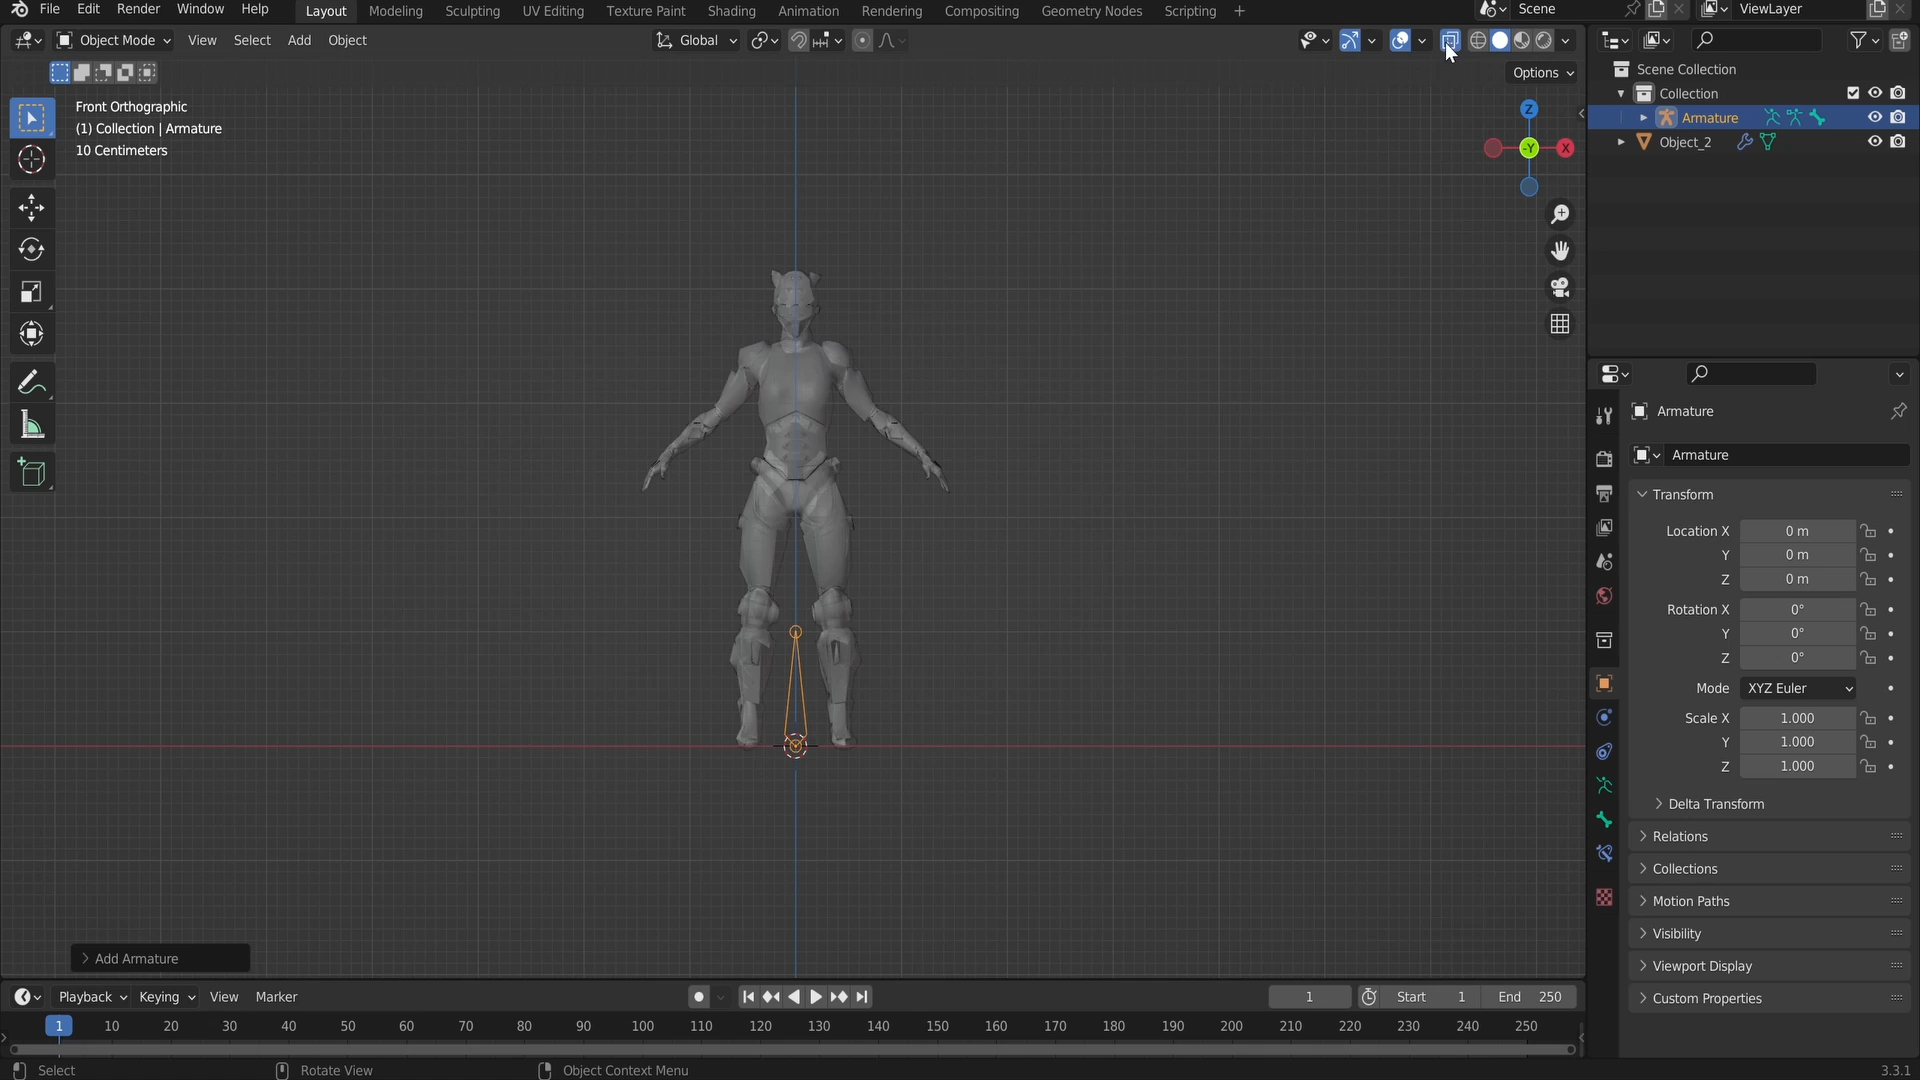 File Edit Render Window Help Layout Modeling Sculpting UV Editing Texture Paint Shading Animation Rendering Compositing Geometry Nodes Scripting + Scene ViewLayer
Object Mode View Select Add Object Global
Options
Front Orthographic
(1) Collection | Armature
10 Centimeters
Z
-Y
X
Scene Collection
Collection
Armature
Object_2
Armature
Armature
Transform
Location X 0 m
Y 0 m
Z 0 m
Rotation X 0°
Y 0°
Z 0°
Mode XYZ Euler
Scale X 1.000
Y 1.000
Z 1.000
Delta Transform
Relations
Collections
Motion Paths
Visibility
Viewport Display
Custom Properties
Add Armature
Playback Keying View Marker 1 Start 1 End 250
1 10 20 30 40 50 60 70 80 90 100 110 120 130 140 150 160 170 180 190 200 210 220 230 240 250
Select Rotate View Object Context Menu 3.3.1